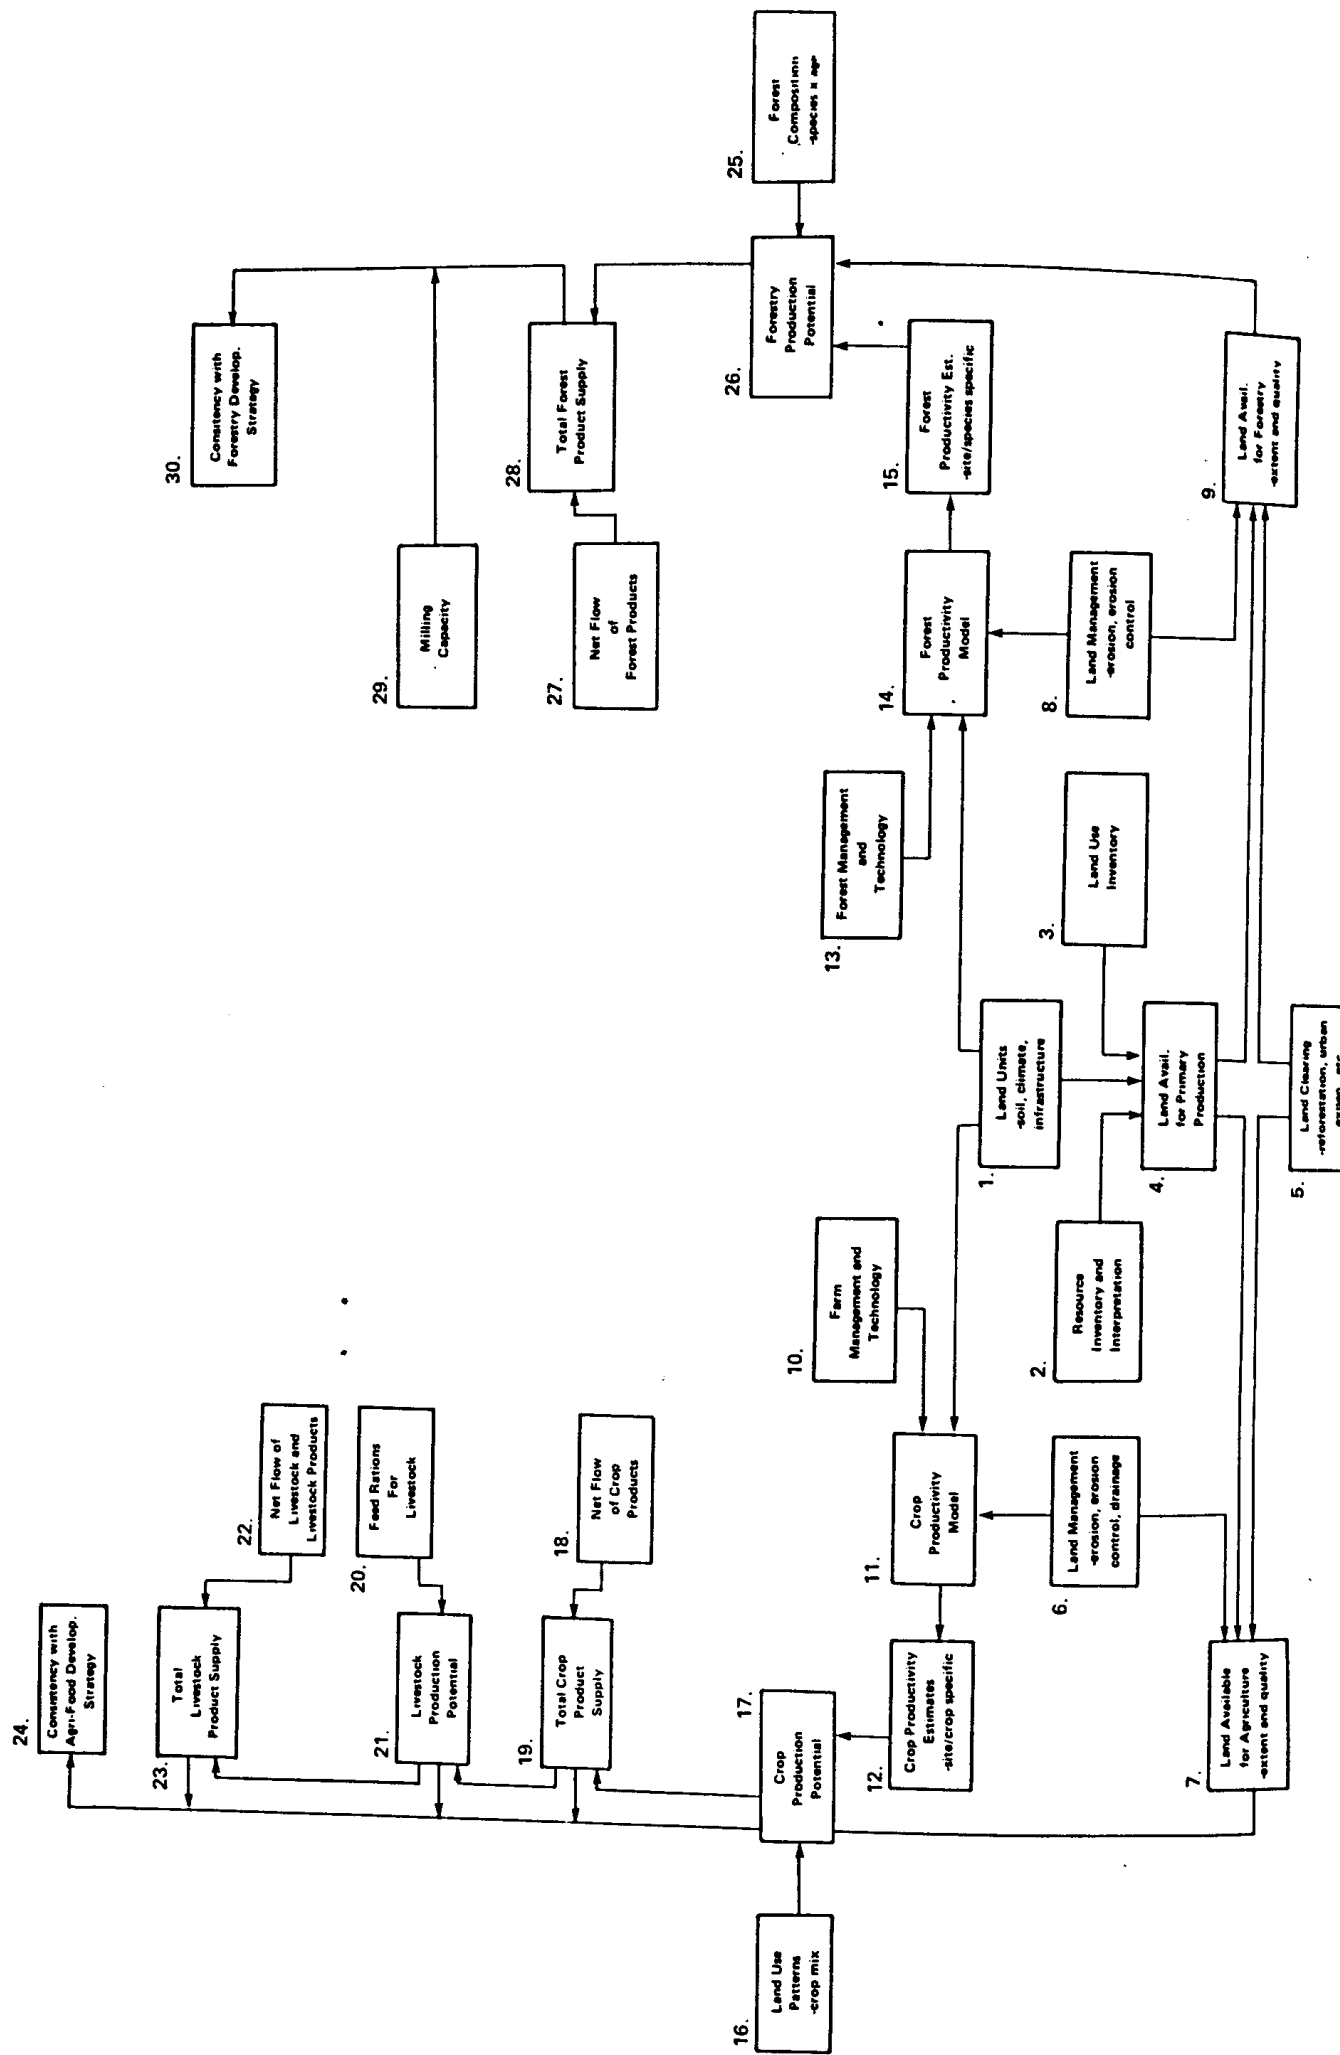 24.
Consistency with
Agri-Food Develop.
Strategy
23.
Total
Livestock
Product Supply
22.
Net Flow of
Livestock and
Livestock Products
21.
Livestock
Production
Potential
20.
Feed Rations
For
Livestock
19.
Total Crop
Product
Supply
18.
Net Flow
of Crop
Products
30.
Consitency with
Forestry Develop.
Strategy
29.
Milling
Capacity
28.
Total Forest
Product Supply
27.
Net Flow
of
Forest Products
16.
Land Use
Patterns
-crop mix
17.
Crop
Production
Potential
10.
Farm
Management and
Technology
13.
Forest Management
and
Technology
26.
Forestry
Production
Potential
25.
Forest
Composition
-species x age
12.
Crop Productivity
Estimates
-site/crop specific
11.
Crop
Productivity
Model
1.
Land Units
-soil, climate,
infrastructure
14.
Forest
Productivity
Model
15.
Forest
Productivity Est.
-site/species specific
6.
Land Management
-erosion, erosion
control, drainage
2.
Resource
Inventory and
Interpretation
4.
Land Avail.
for Primary
Production
3.
Land Use
Inventory
8.
Land Management
-erosion, erosion
control
7.
Land Available
for Agriculture
-extent and quality
5.
Land Clearing
-reforestation, urban
9.
Land Avail.
for Forestry
-extent and quality